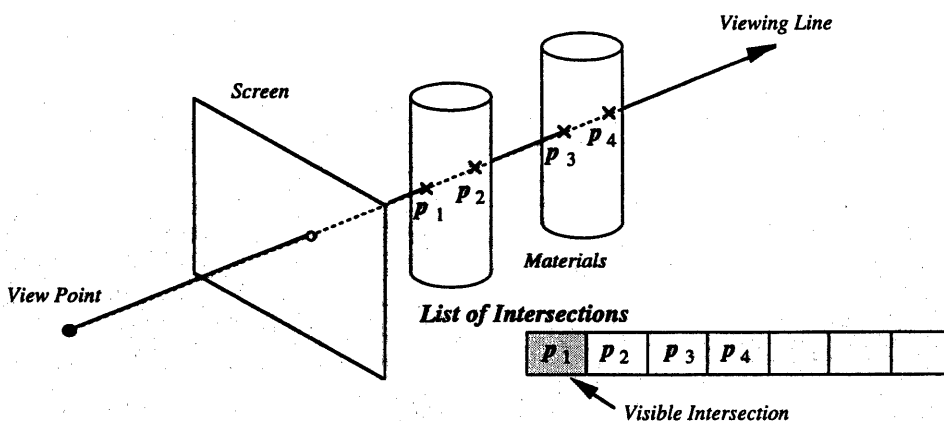 Viewing Line
Screen
p 1
p 2
p 3
p 4
Materials
View Point
List of Intersections
p 1 p 2 p 3 p 4
Visible Intersection